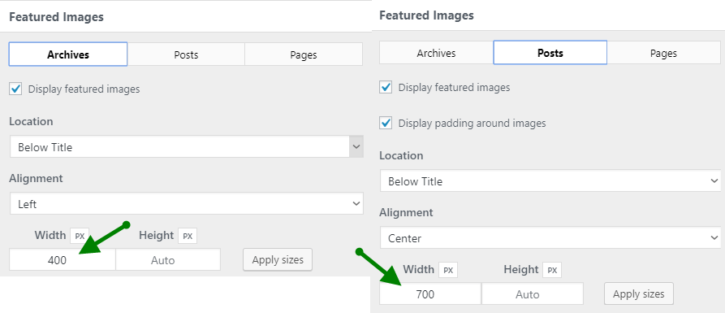 Featured Images
Archives Posts Pages
Display featured images
Location
Below Title
Alignment
Left
Width PX Height PX
400 Auto Apply sizes
Featured Images
Archives Posts Pages
Display featured images
Display padding around images
Location
Below Title
Alignment
Center
Width PX Height PX
700 Auto Apply sizes